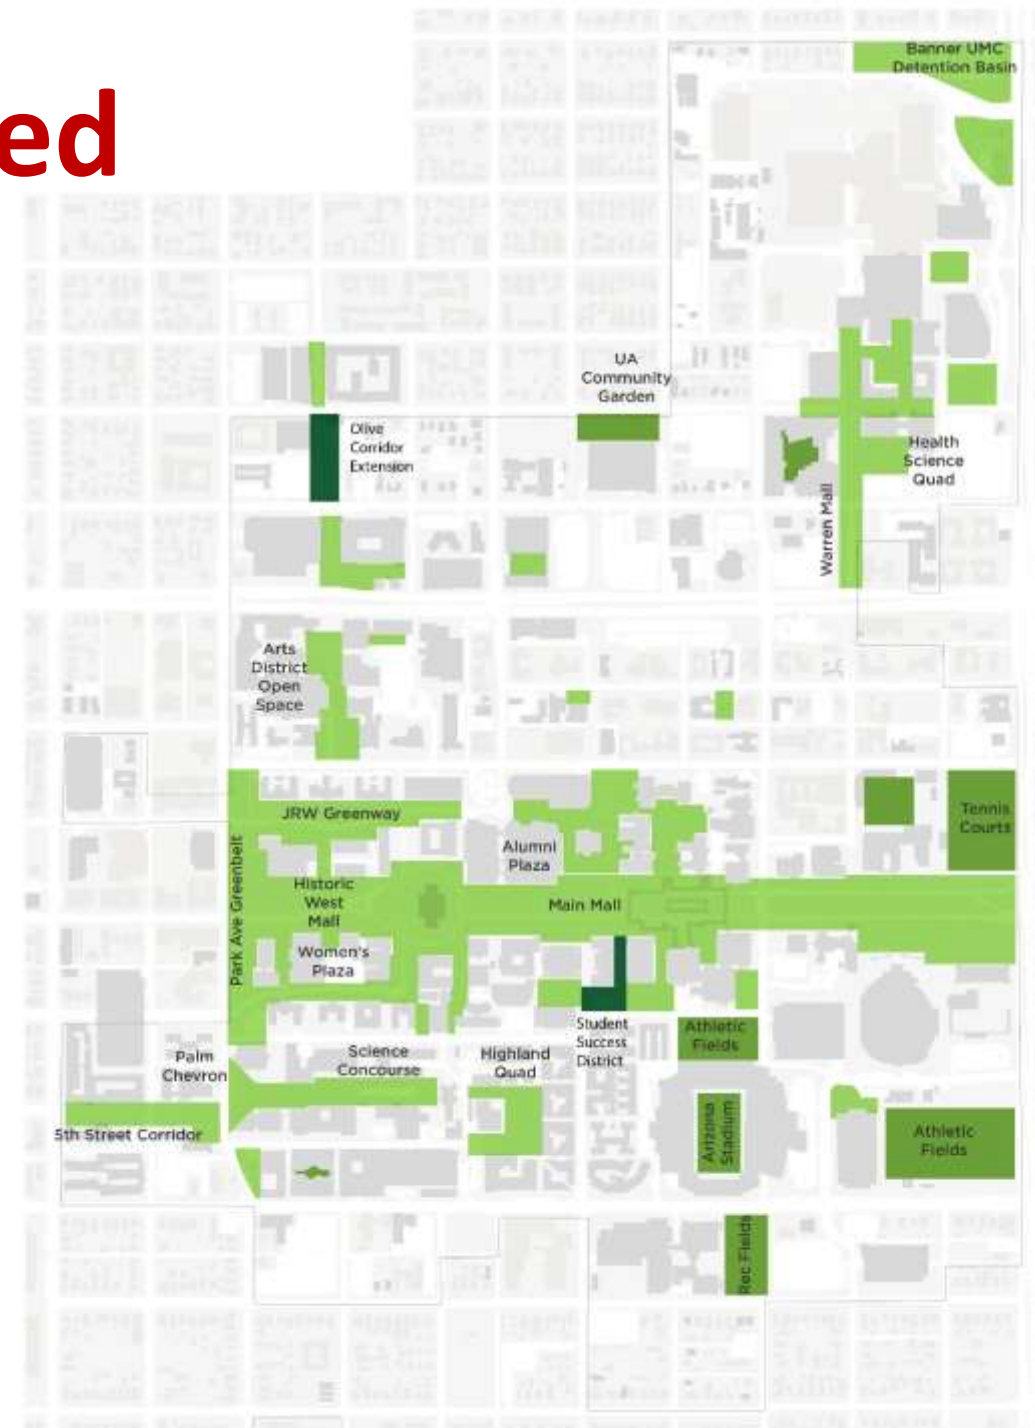 ed
Banner UMC
Detention Basin
UA
Community
Garden
Olive
Corridor
Extension
Health
Science
Quad
Warren Mall
Arts
District
Open
Space
JRW Greenway
Tennis
Courts
Alumni
Plaza
Park Ave Greenbelt
Historic
West
Mall
Main Mall
Women's
Plaza
Student
Success
District
Athletic
Fields
Palm
Chevron
Science
Concourse
Highland
Quad
5th Street Corridor
Arizona
Stadium
Athletic
Fields
Rec Fields